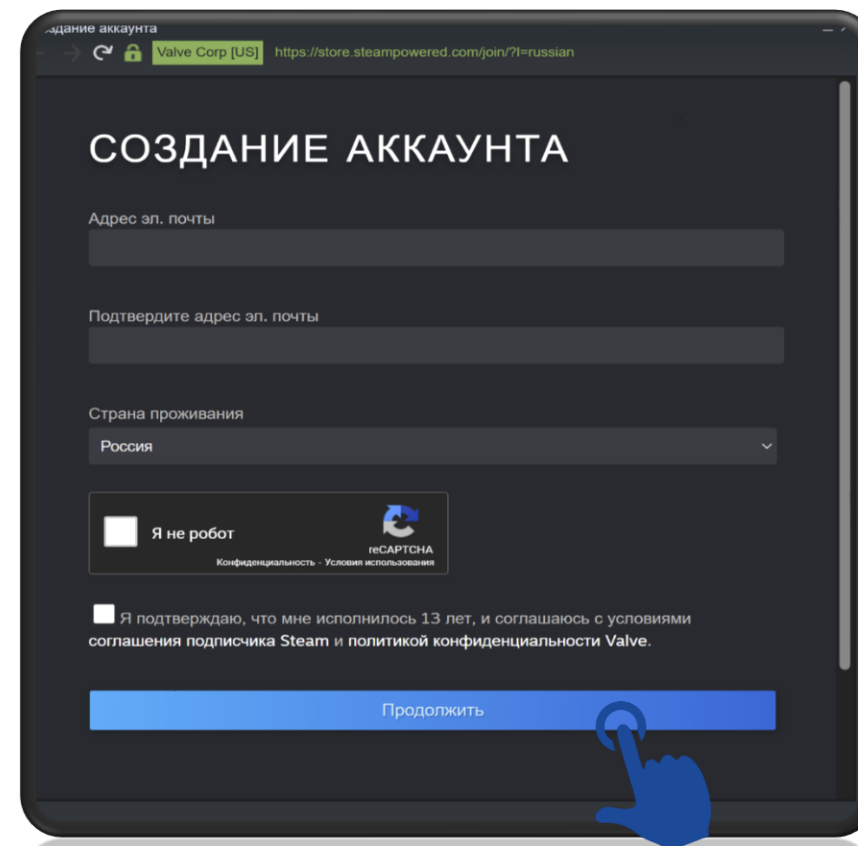 здание аккаунта
Valve Corp [US] https://store.steampowered.com/join/?l=russian
СОЗДАНИЕ АККАУНТА
Адрес эл. почты
Подтвердите адрес эл. почты
Страна проживания
Россия
Я не робот
reCAPTCHA
Конфиденциальность - Условия использования
Я подтверждаю, что мне исполнилось 13 лет, и соглашаюсь с условиями
соглашения подписчика Steam и политикой конфиденциальности Valve.
Продолжить